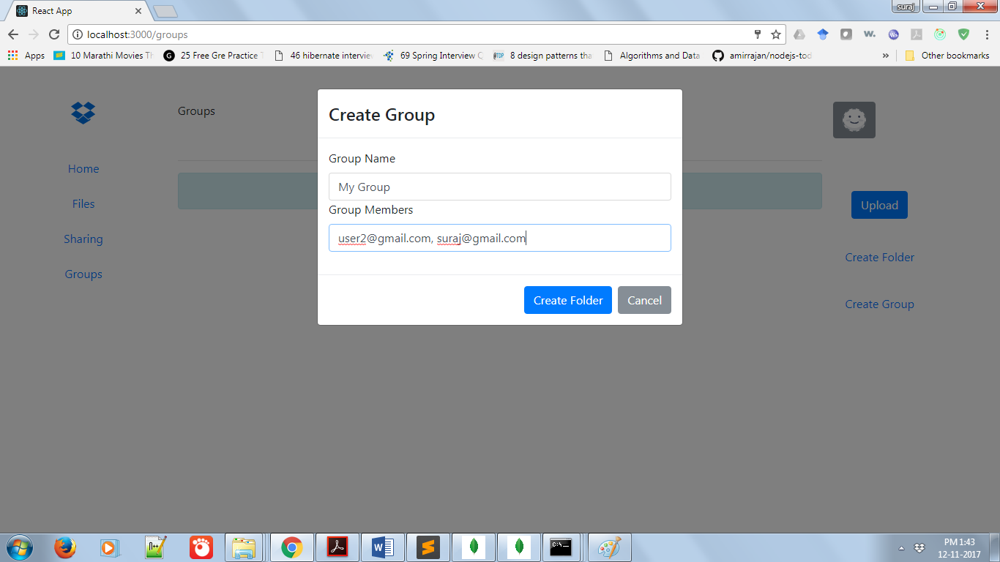 React App
suraj
localhost:3000/groups
Apps
10 Marathi Movies Th
25 Free Gre Practice T
46 hibernate interview
69 Spring Interview Q
8 design patterns tha
Algorithms and Data
amirrajan/nodejs-tod
»
Other bookmarks
Groups
Home
Files
Sharing
Groups
Create Group
Group Name
My Group
Group Members
user2@gmail.com, suraj@gmail.com
Create Folder
Cancel
Upload
Create Folder
Create Group
PM 1:43
12-11-2017